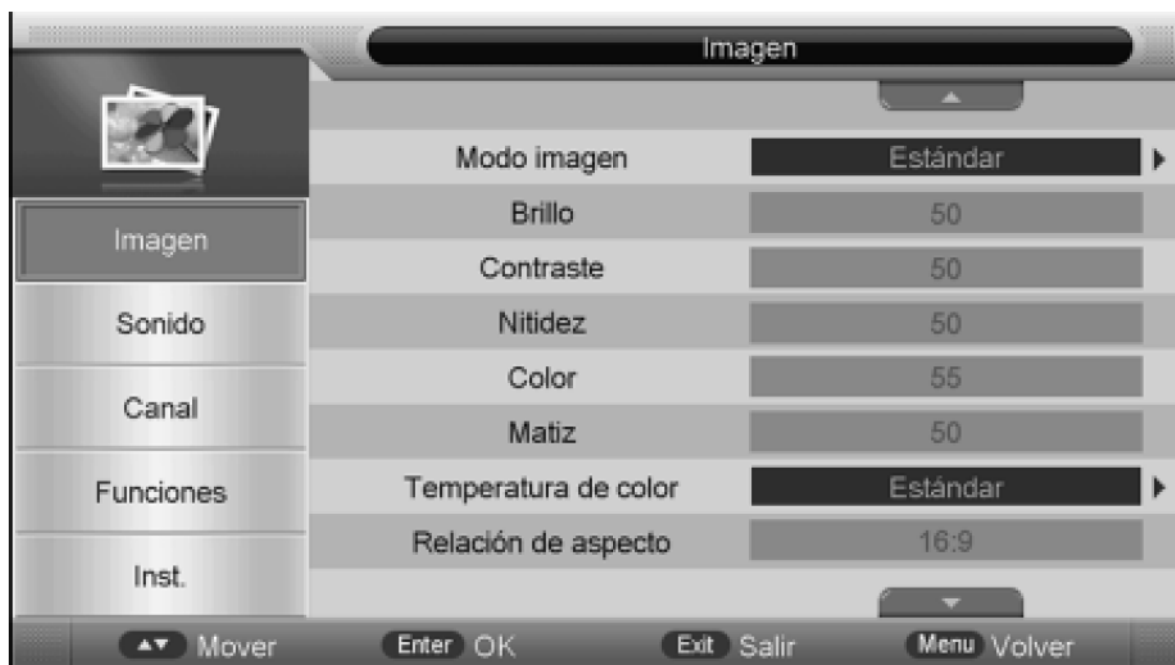 Imagen
Imagen
Sonido
Canal
Funciones
Inst.
Modo imagen Estándar
Brillo 50
Contraste 50
Nitidez 50
Color 55
Matiz 50
Temperatura de color Estándar
Relación de aspecto 16:9
Mover Enter OK Exit Salir Menu Volver